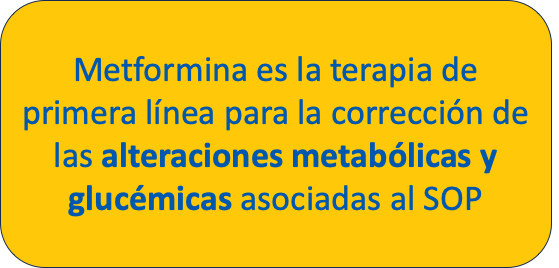 Metformina es la terapia de
primera línea para la corrección de
las alteraciones metabólicas y
glucémicas asociadas al SOP